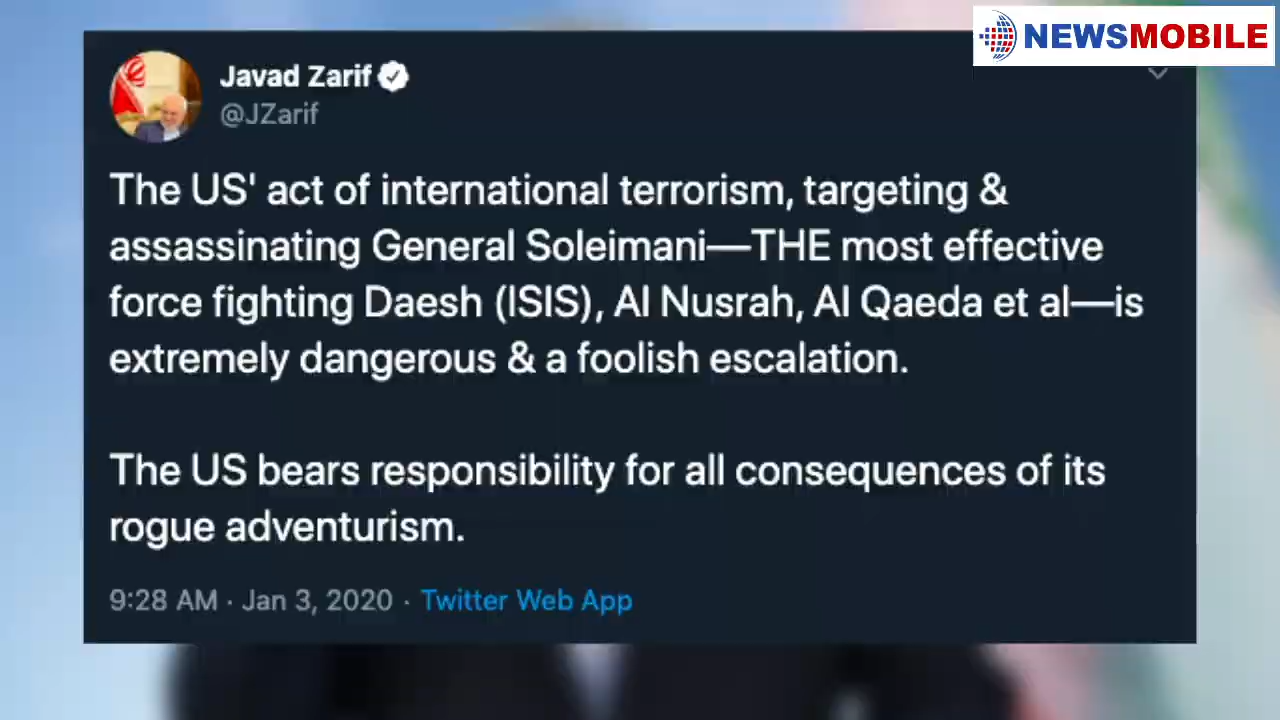 NEWSMOBILE
Javad Zarif
@JZarif
The US' act of international terrorism, targeting &
assassinating General Soleimani—THE most effective
force fighting Daesh (ISIS), Al Nusrah, Al Qaeda et al—is
extremely dangerous & a foolish escalation.
The US bears responsibility for all consequences of its
rogue adventurism.
9:28 AM · Jan 3, 2020 · Twitter Web App